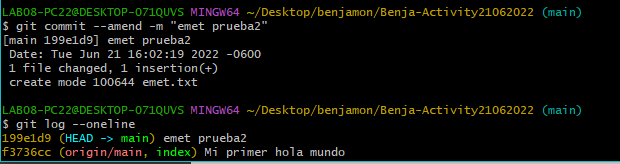 LAB08-PC22@DESKTOP-071QUVS MINGW64 ~/Desktop/benjamon/Benja-Activity21062022 (main)
$ git commit --amend -m "emet prueba2"
[main 199e1d9] emet prueba2
 Date: Tue Jun 21 16:02:19 2022 -0600
 1 file changed, 1 insertion(+)
 create mode 100644 emet.txt
LAB08-PC22@DESKTOP-071QUVS MINGW64 ~/Desktop/benjamon/Benja-Activity21062022 (main)
$ git log --oneline
199e1d9 (HEAD -> main) emet prueba2
f3736cc (origin/main, index) Mi primer hola mundo